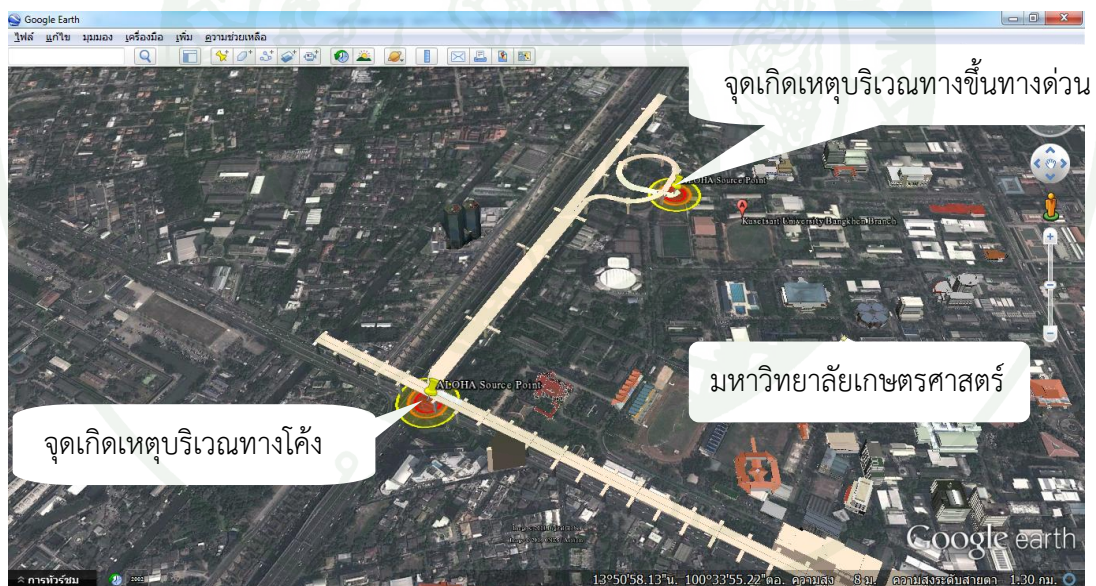 Google Earth
ไฟล์ แก้ไข มุมมอง เครื่องมือ เพิ่ม ความช่วยเหลือ
จุดเกิดเหตุบริเวณทางขึ้นทางด่วน
ALOHA Source Point
A
Kasetsart University Bangkhen Branch
มหาวิทยาลัยเกษตรศาสตร์
ALOHA Source Point
จุดเกิดเหตุบริเวณทางโค้ง
Google earth
การทัวร์ชม 2002 13°50'58.13"น. 100°33'55.22"ตอ. ความสูง 8 ม. ความสูงระดับสายตา 1.30 กม.